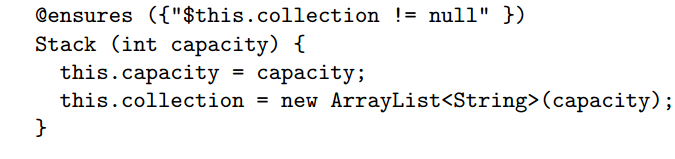 @ensures ({"$this.collection != null" })
Stack (int capacity) {
  this.capacity = capacity;
  this.collection = new ArrayList<String>(capacity);
}